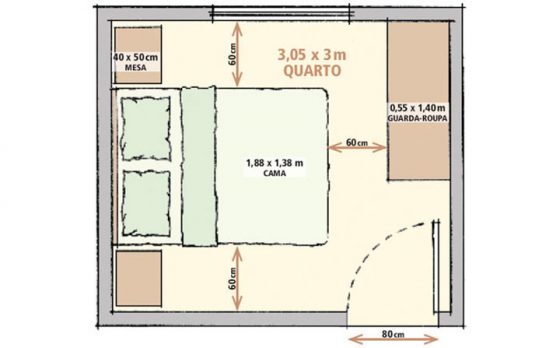 40 x 50cm
MESA
60cm
3,05 x 3m
QUARTO
0,55 x 1,40m
GUARDA-ROUPA
60cm
1,88 x 1,38 m
CAMA
60cm
80cm